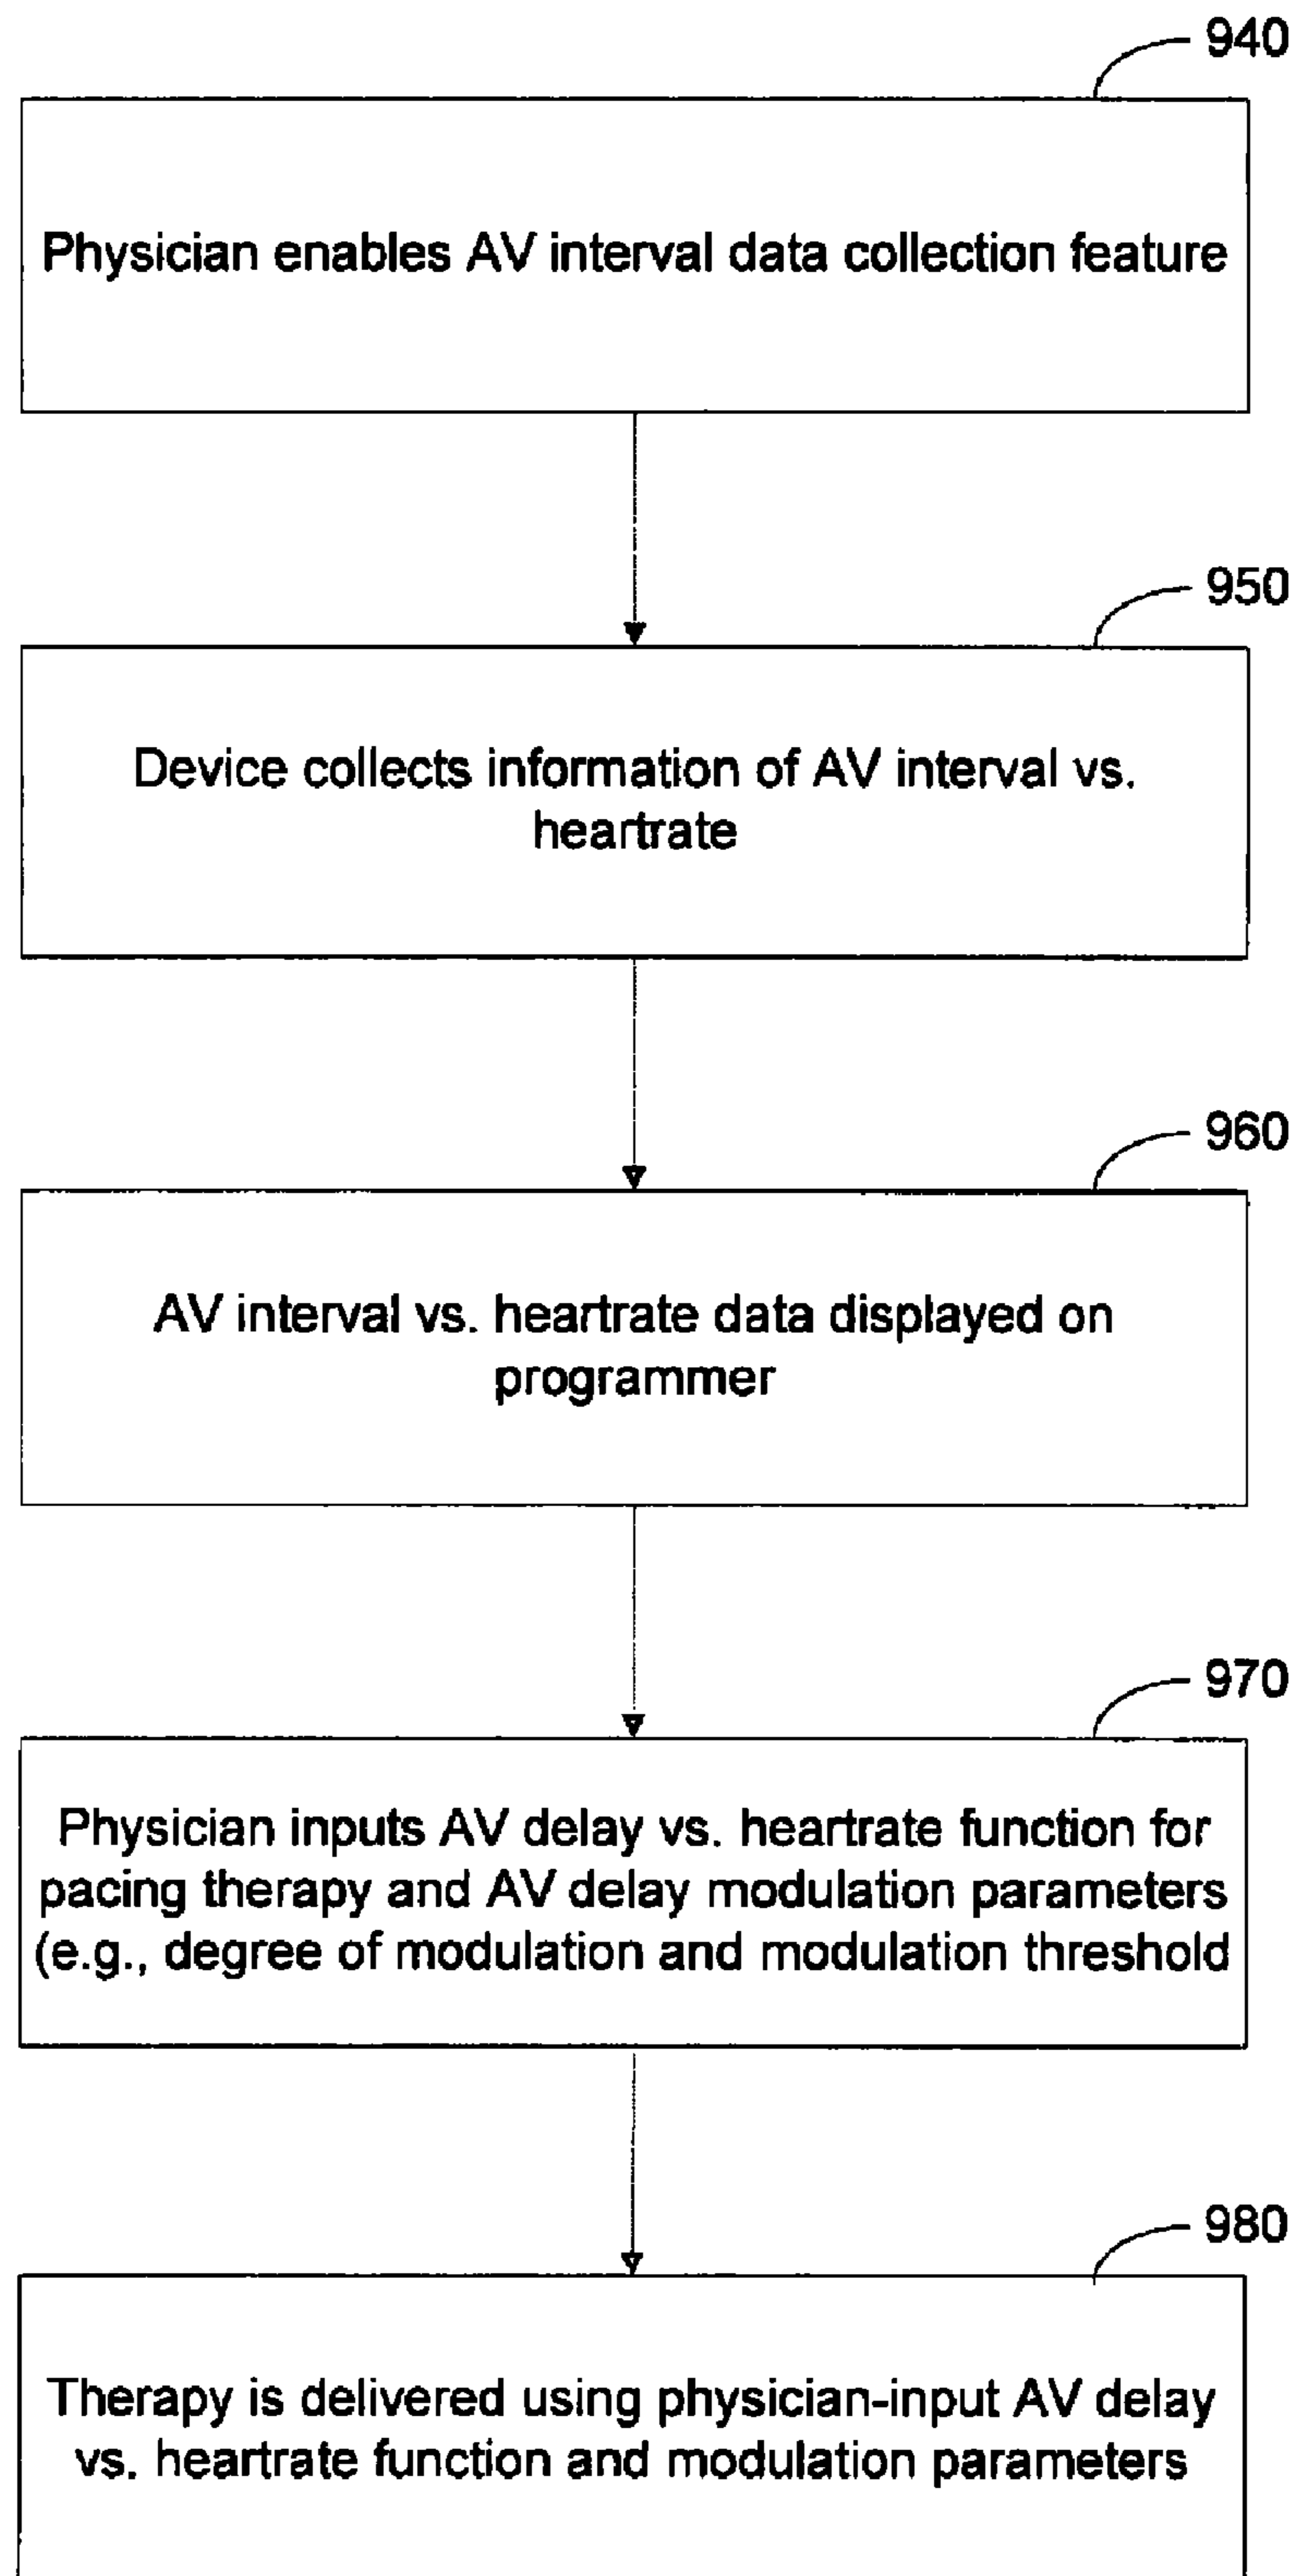 940
Physician enables AV interval data collection feature
950
Device collects information of AV interval vs.
heartrate
960
AV interval vs. heartrate data displayed on
programmer
970
Physician inputs AV delay vs. heartrate function for
pacing therapy and AV delay modulation parameters
(e.g., degree of modulation and modulation threshold
980
Therapy is delivered using physician-input AV delay
vs. heartrate function and modulation parameters